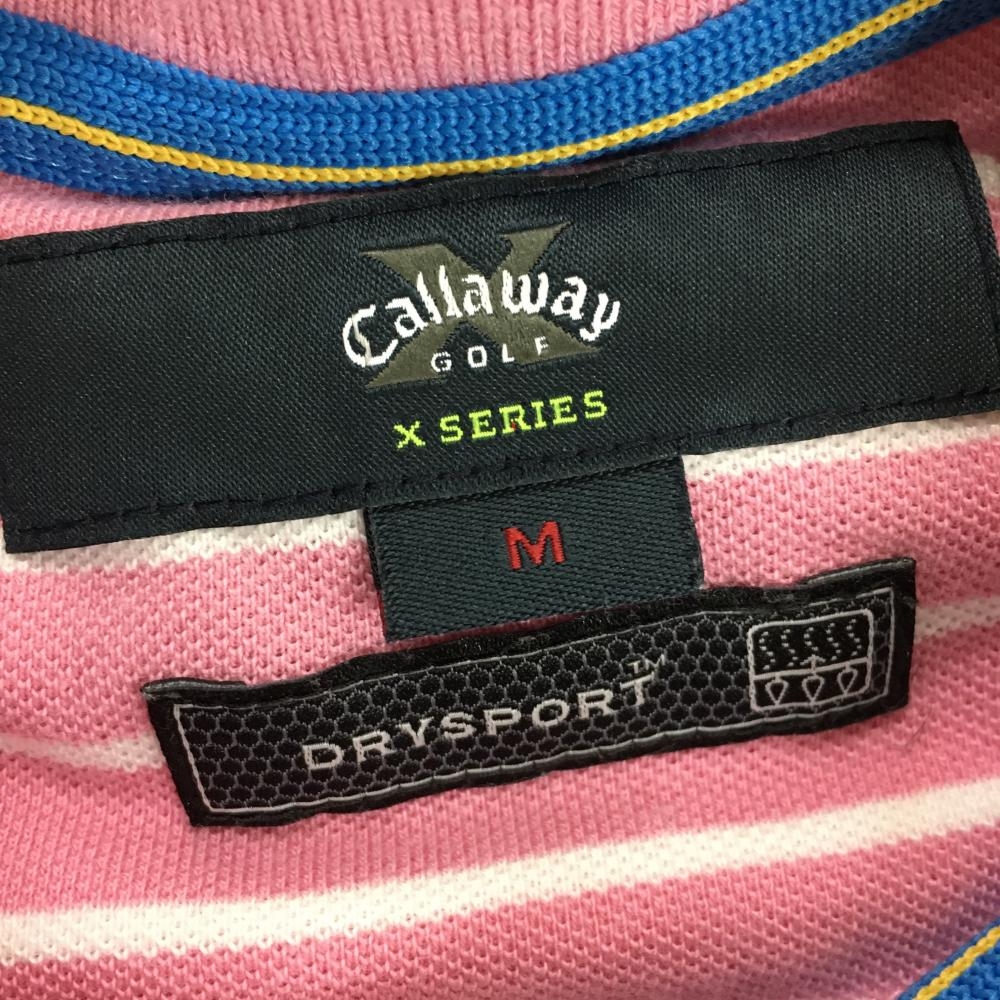 X
Callaway
GOLF
X SERIES
M
DRYSPORT™